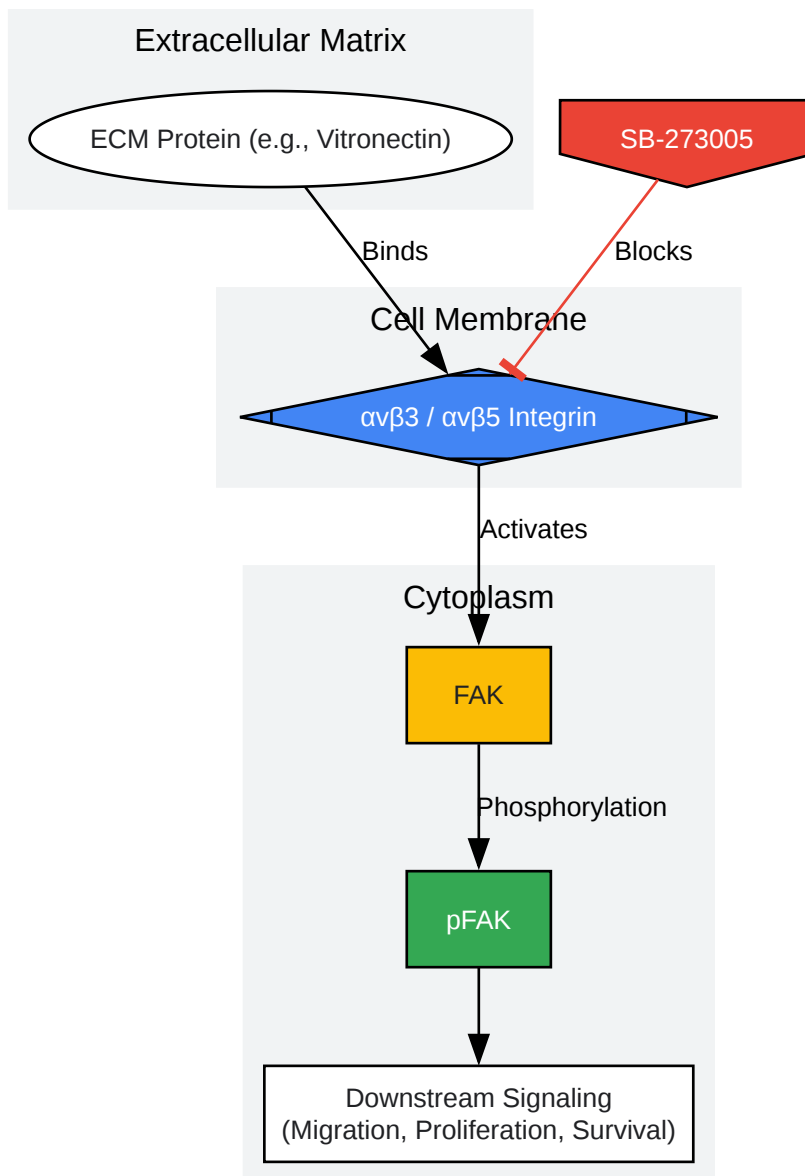 Extracellular Matrix
ECM Protein (e.g., Vitronectin)
SB-273005
Binds
Blocks
Cell Membrane
αvβ3 / αvβ5 Integrin
Activates
Cytoplasm
FAK
Phosphorylation
pFAK
Downstream Signaling
(Migration, Proliferation, Survival)